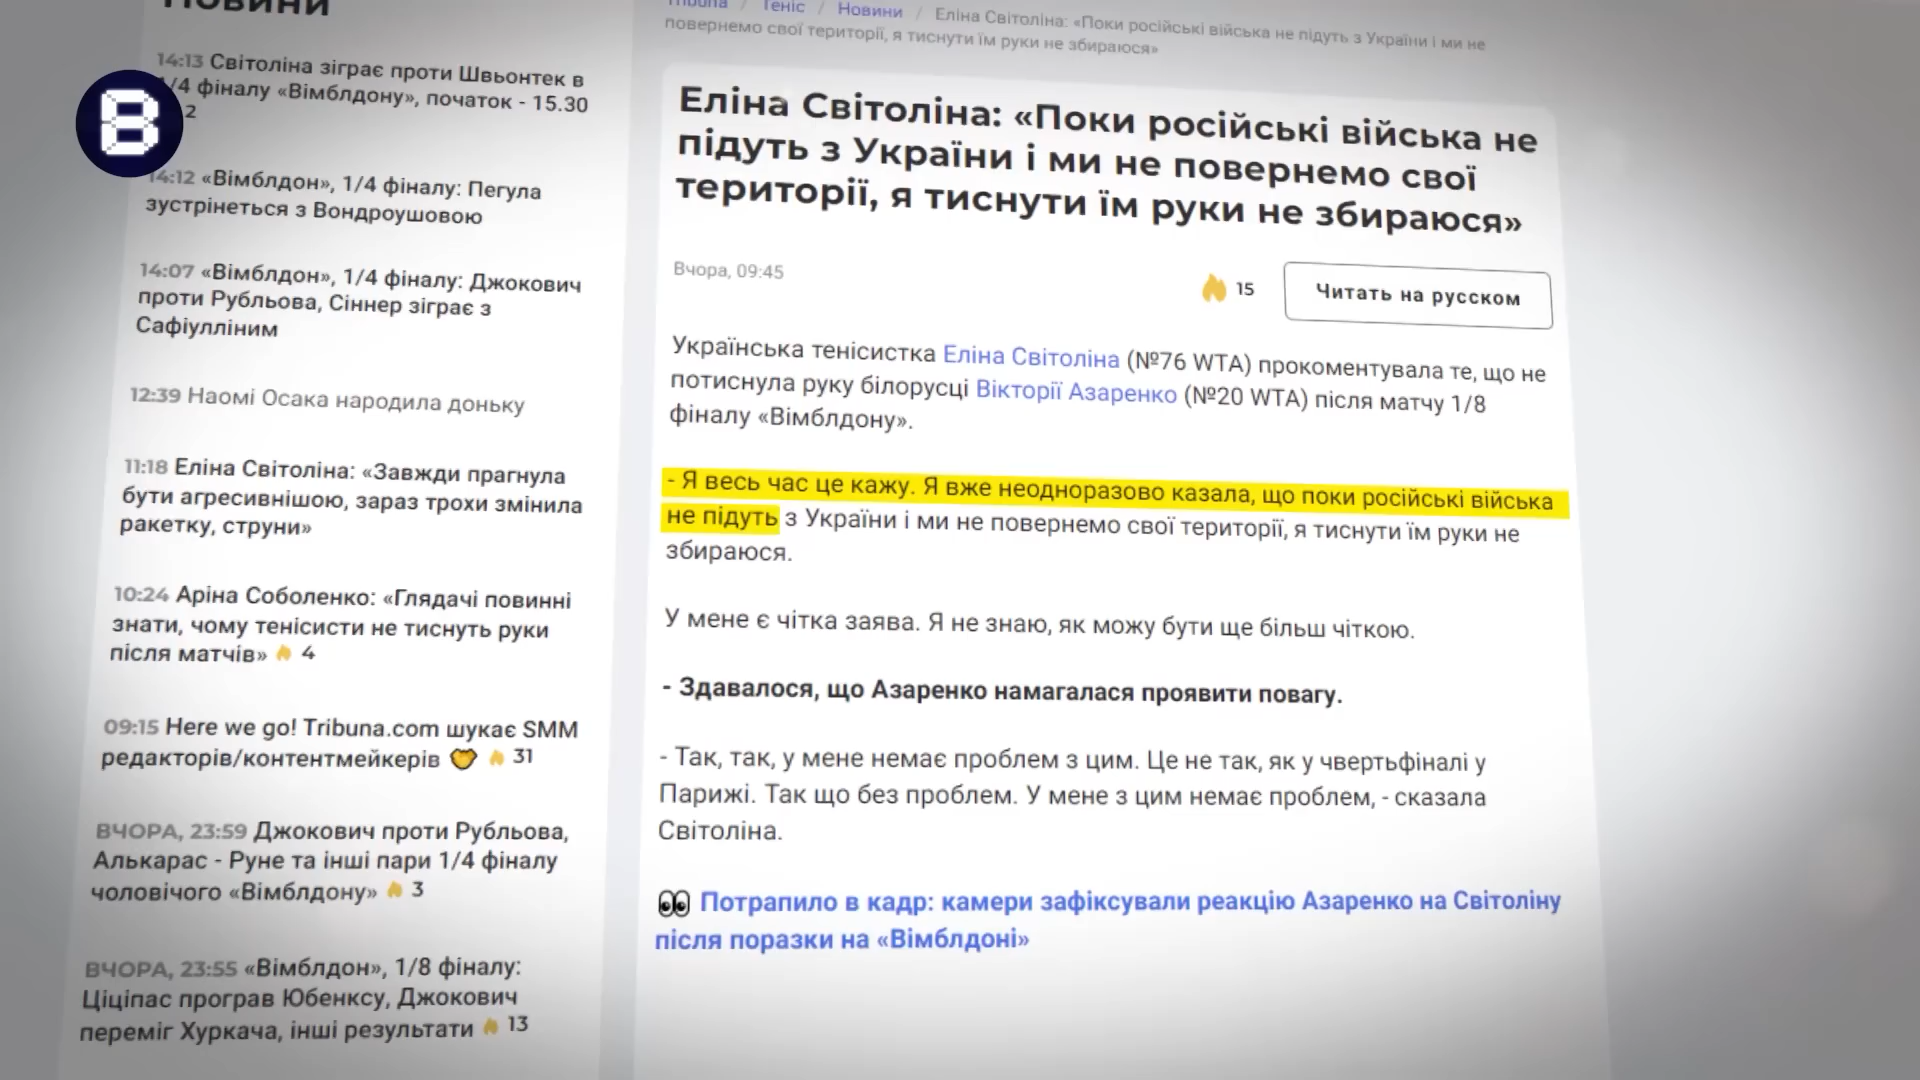 Новини
14:13 Світоліна зіграє проти Швьонтек в
1/4 фіналу «Вімблдону», початок - 15.30
2
14:12 «Вімблдон», 1/4 фіналу: Пегула
зустрінеться з Вондроушовою
14:07 «Вімблдон», 1/4 фіналу: Джокович
проти Рубльова, Сіннер зіграє з
Сафіулліним
12:39 Наомі Осака народила доньку
11:18 Еліна Світоліна: «Завжди прагнула
бути агресивнішою, зараз трохи змінила
ракетку, струни»
10:24 Аріна Соболенко: «Глядачі повинні
знати, чому тенісисти не тиснуть руки
після матчів» 4
09:15 Here we go! Tribuna.com шукає SMM
редакторів/контентмейкерів 31
ВЧОРА, 23:59 Джокович проти Рубльова,
Алькарас - Руне та інші пари 1/4 фіналу
чоловічого «Вімблдону» 3
ВЧОРА, 23:55 «Вімблдон», 1/8 фіналу:
Ціціпас програв Юбенксу, Джокович
переміг Хуркача, інші результати 13
B
Tribuna / Теніс / Новини / Еліна Світоліна: «Поки російські війська не підуть з України і ми не
повернемо свої території, я тиснути їм руки не збираюся»
Еліна Світоліна: «Поки російські війська не
підуть з України і ми не повернемо свої
території, я тиснути їм руки не збираюся»
Вчора, 09:45
15
Читать на русском
Українська тенісистка Еліна Світоліна (№76 WTA) прокоментувала те, що не
потиснула руку білорусці Вікторії Азаренко (№20 WTA) після матчу 1/8
фіналу «Вімблдону».
- Я весь час це кажу. Я вже неодноразово казала, що поки російські війська
не підуть з України і ми не повернемо свої території, я тиснути їм руки не
збираюся.
У мене є чітка заява. Я не знаю, як можу бути ще більш чіткою.
- Здавалося, що Азаренко намагалася проявити повагу.
- Так, так, у мене немає проблем з цим. Це не так, як у чвертьфіналі у
Парижі. Так що без проблем. У мене з цим немає проблем, - сказала
Світоліна.
Потрапило в кадр: камери зафіксували реакцію Азаренко на Світоліну
після поразки на «Вімблдоні»